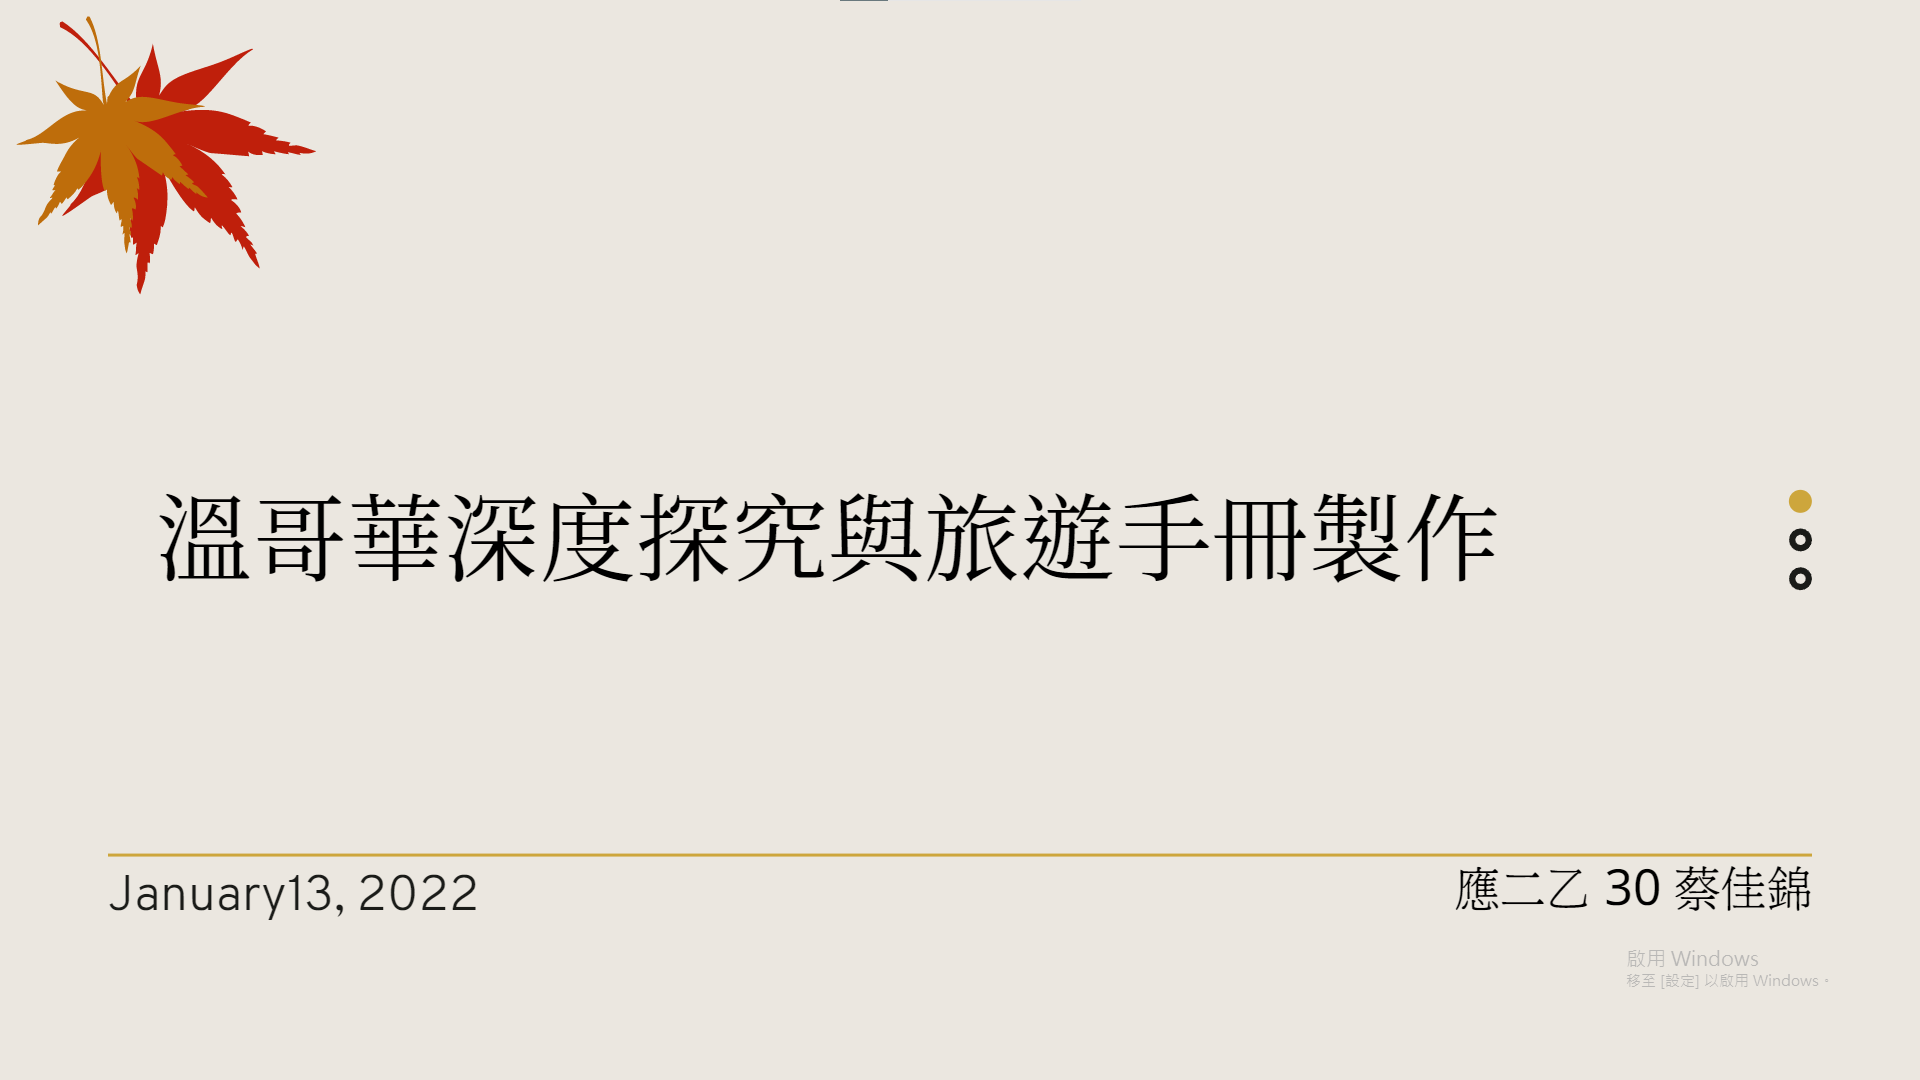 溫哥華深度探究與旅遊手冊製作
January13, 2022
應二乙 30 蔡佳錦
啟用 Windows
移至 [設定] 以啟用 Windows。